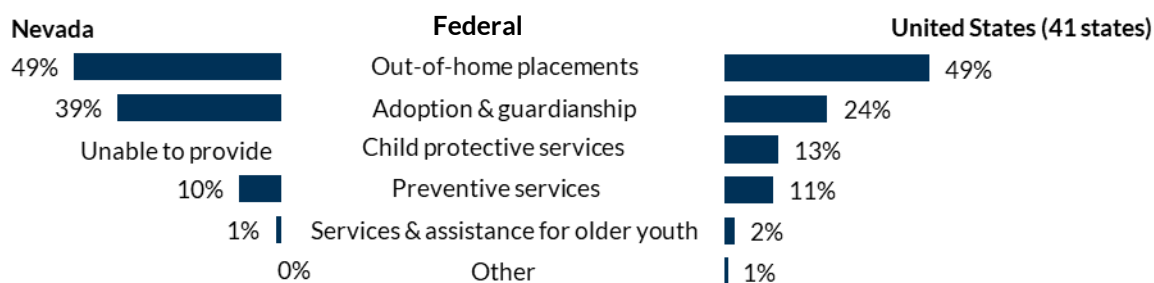 Nevada Federal United States (41 states)
49% Out-of-home placements 49%
39% Adoption & guardianship 24%
Unable to provide Child protective services 13%
10% Preventive services 11%
1% Services & assistance for older youth 2%
0% Other 1%